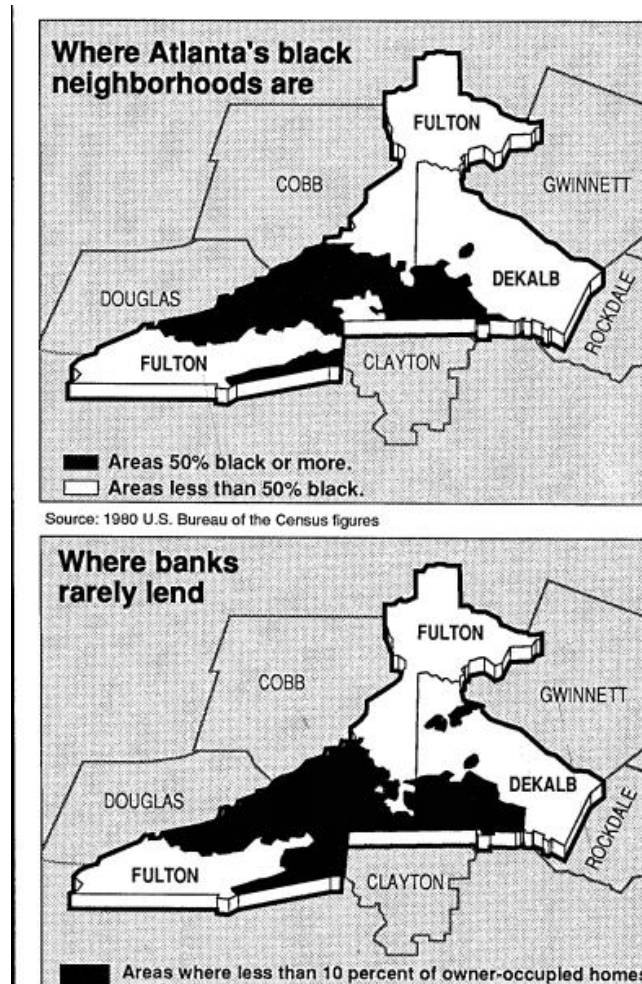 Where Atlanta's black
neighborhoods are
FULTON
COBB
GWINNETT
DEKALB
DOUGLAS
ROCKDALE
FULTON
CLAYTON
Areas 50% black or more.
Areas less than 50% black.
Source: 1980 U.S. Bureau of the Census figures
Where banks
rarely lend
FULTON
COBB
GWINNETT
DEKALB
DOUGLAS
ROCKDALE
FULTON
CLAYTON
Areas where less than 10 percent of owner-occupied homes